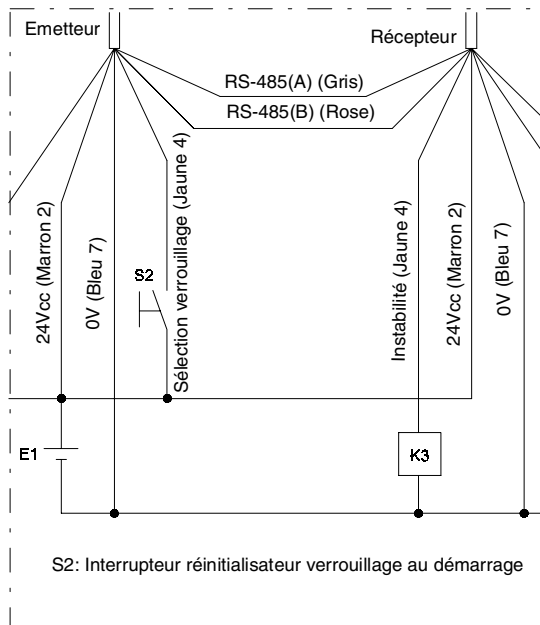 Emetteur
Récepteur
RS-485(A) (Gris)
RS-485(B) (Rose)
24Vcc (Marron 2)
0V (Bleu 7)
S2
Sélection verrouillage (Jaune 4)
Instabilité (Jaune 4)
24Vcc (Marron 2)
0V (Bleu 7)
E1
K3
S2: Interrupteur réinitialisateur verrouillage au démarrage